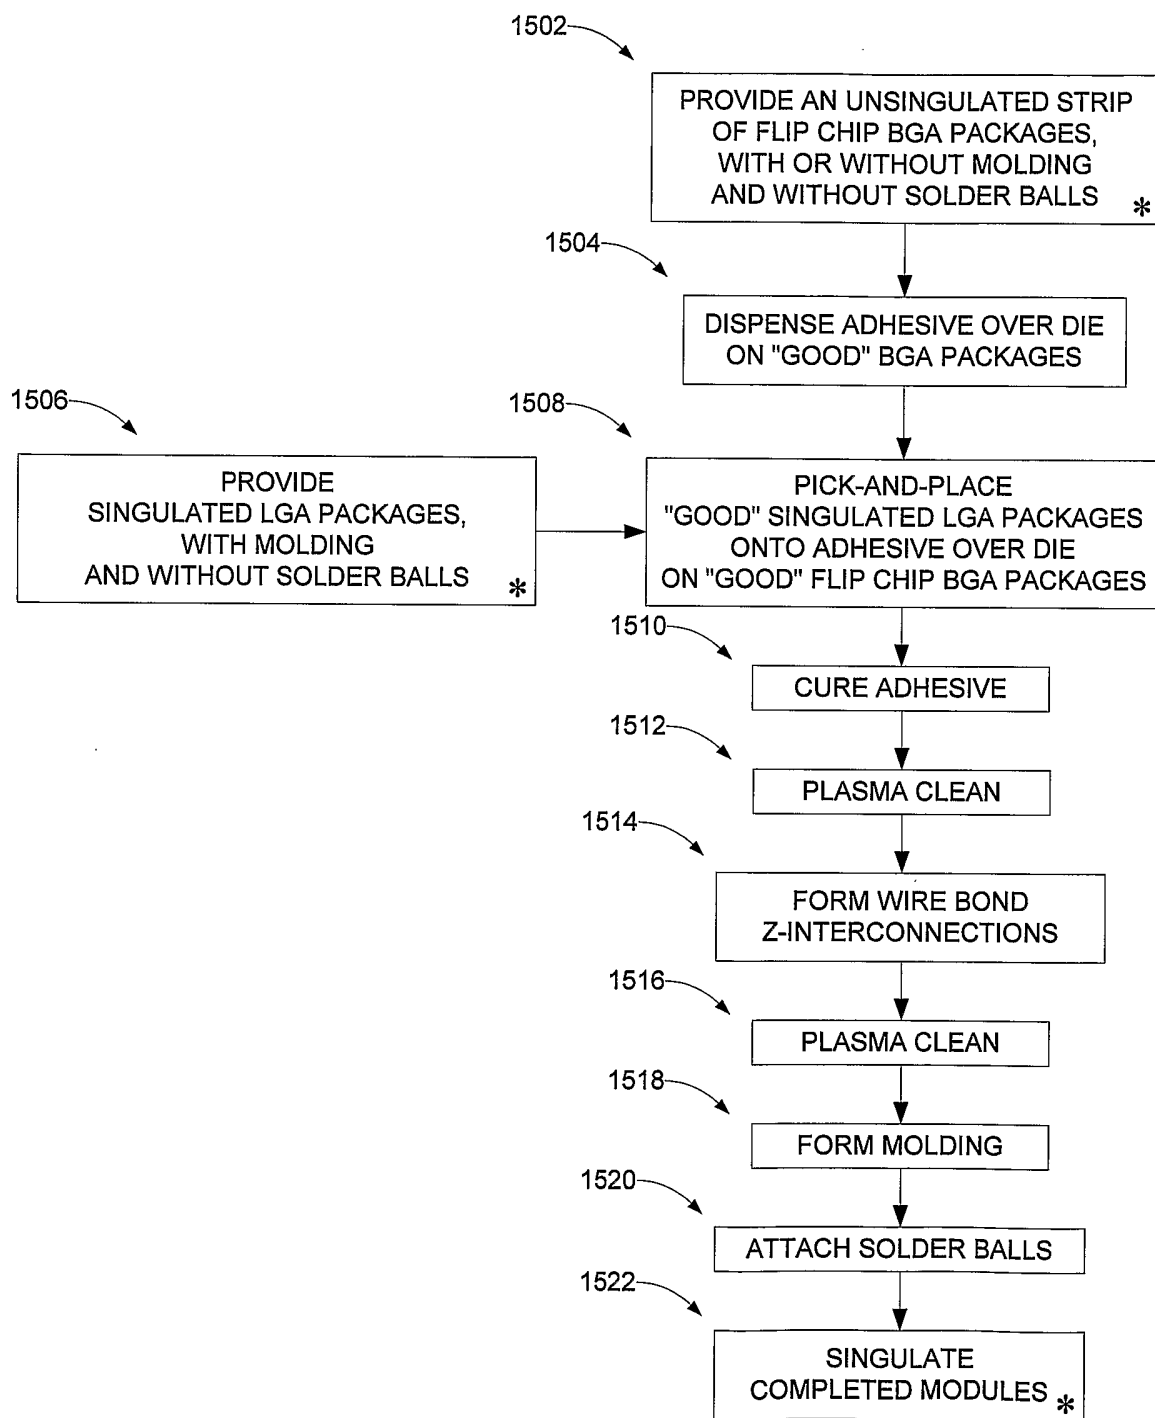 1502
PROVIDE AN UNSINGULATED STRIP
OF FLIP CHIP BGA PACKAGES,
WITH OR WITHOUT MOLDING
AND WITHOUT SOLDER BALLS *
1504
DISPENSE ADHESIVE OVER DIE
ON "GOOD" BGA PACKAGES
1506
PROVIDE
SINGULATED LGA PACKAGES,
WITH MOLDING
AND WITHOUT SOLDER BALLS *
1508
PICK-AND-PLACE
"GOOD" SINGULATED LGA PACKAGES
ONTO ADHESIVE OVER DIE
ON "GOOD" FLIP CHIP BGA PACKAGES
1510
CURE ADHESIVE
1512
PLASMA CLEAN
1514
FORM WIRE BOND
Z-INTERCONNECTIONS
1516
PLASMA CLEAN
1518
FORM MOLDING
1520
ATTACH SOLDER BALLS
1522
SINGULATE
COMPLETED MODULES *